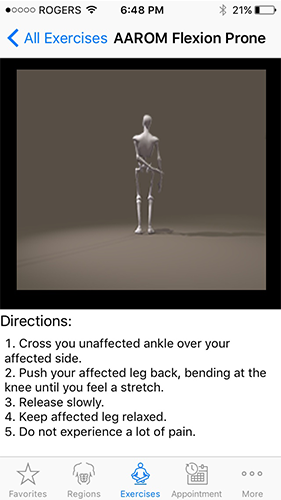 ROGERS 6:48 PM 21%
All Exercises AAROM Flexion Prone
Directions:
1. Cross you unaffected ankle over your
affected side.
2. Push your affected leg back, bending at the
knee until you feel a stretch.
3. Release slowly.
4. Keep affected leg relaxed.
5. Do not experience a lot of pain.
Favorites Regions Exercises Appointment More